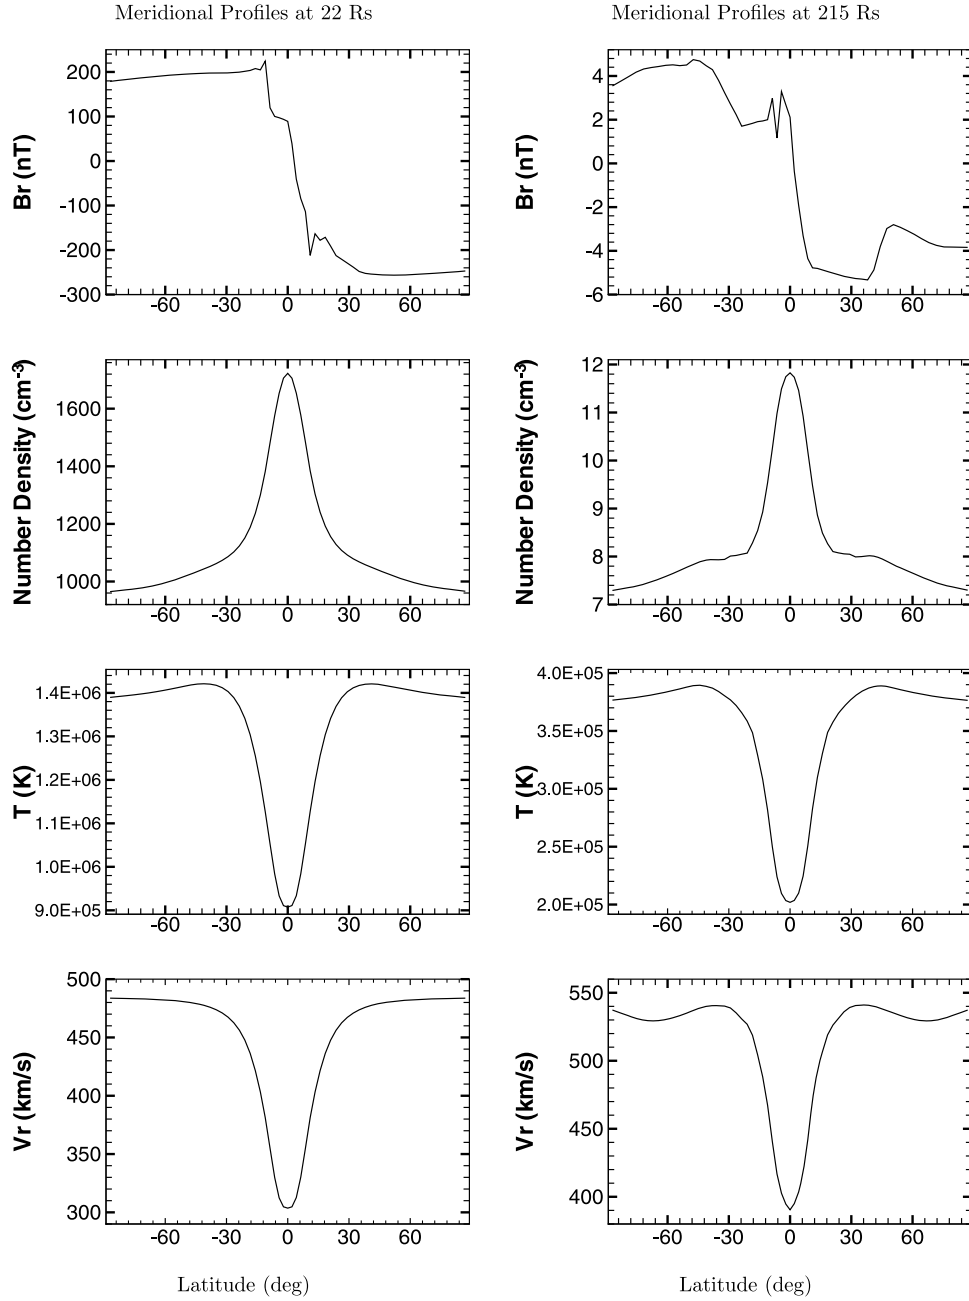 Meridional Profiles at 22 Rs
Meridional Profiles at 215 Rs
Br (nT)
200
100
0
-100
-200
-300
-60 -30 0 30 60
Br (nT)
4
2
0
-2
-4
-6
-60 -30 0 30 60
Number Density (cm-3)
1600
1400
1200
1000
-60 -30 0 30 60
Number Density (cm-3)
12
11
10
9
8
7
-60 -30 0 30 60
T (K)
1.4E+06
1.3E+06
1.2E+06
1.1E+06
1.0E+06
9.0E+05
-60 -30 0 30 60
T (K)
4.0E+05
3.5E+05
3.0E+05
2.5E+05
2.0E+05
-60 -30 0 30 60
Vr (km/s)
500
450
400
350
300
-60 -30 0 30 60
Vr (km/s)
550
500
450
400
-60 -30 0 30 60
Latitude (deg)
Latitude (deg)